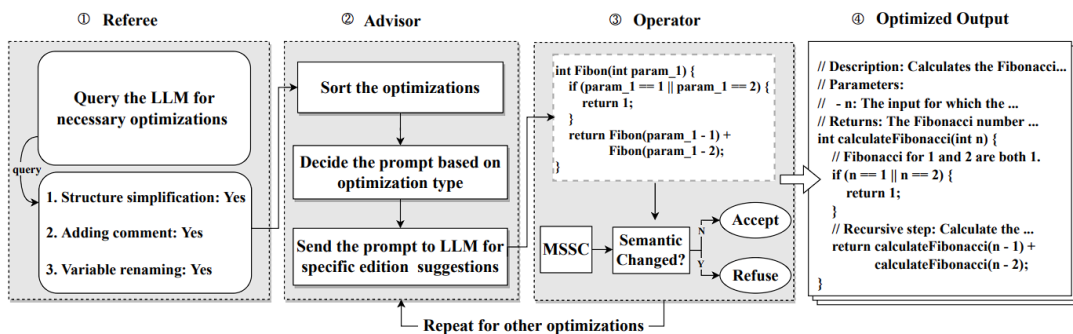 ① Referee
Query the LLM for
necessary optimizations
query
1. Structure simplification: Yes
2. Adding comment: Yes
3. Variable renaming: Yes
② Advisor
Sort the optimizations
Decide the prompt based on
optimization type
Send the prompt to LLM for
specific edition suggestions
③ Operator
int Fibon(int param_1) {
if (param_1 == 1 || param_1 == 2) {
return 1;
}
return Fibon(param_1 - 1) +
Fibon(param_1 - 2);
}
MSSC
Semantic
Changed?
N
Y
Accept
Refuse
Repeat for other optimizations
④ Optimized Output
// Description: Calculates the Fibonacci...
// Parameters:
// - n: The input for which the ...
// Returns: The Fibonacci number ...
int calculateFibonacci(int n) {
// Fibonacci for 1 and 2 are both 1.
if (n == 1 || n == 2) {
return 1;
}
// Recursive step: Calculate the ...
return calculateFibonacci(n - 1) +
calculateFibonacci(n - 2);
}